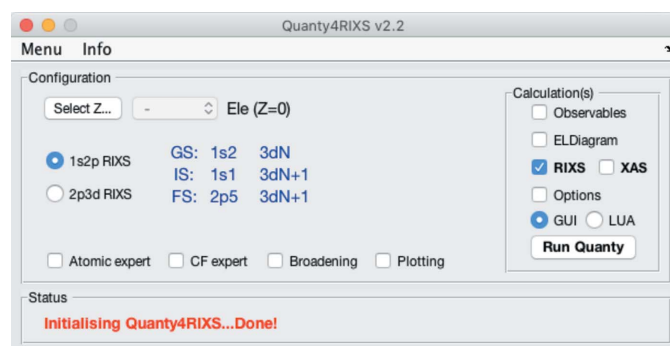 Quanty4RIXS v2.2
Menu Info
Configuration
Select Z... - Ele (Z=0)
1s2p RIXS
2p3d RIXS
GS: 1s2 3dN
IS: 1s1 3dN+1
FS: 2p5 3dN+1
Atomic expert CF expert Broadening Plotting
Calculation(s)
Observables
ELDiagram
RIXS XAS
Options
GUI LUA
Run Quanty
Status
Initialising Quanty4RIXS...Done!